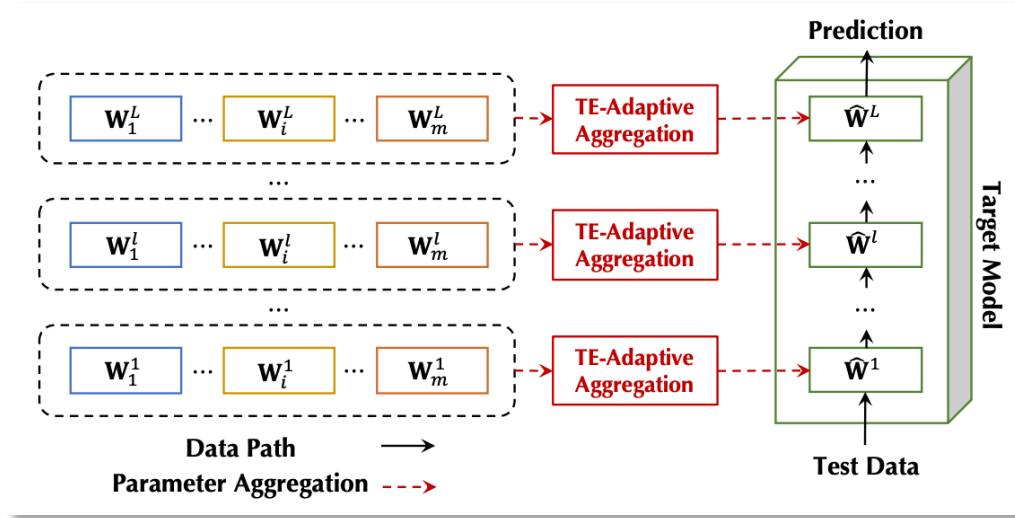 Prediction
W_1^L ... W_i^L ... W_m^L
TE-Adaptive
Aggregation
Ŵ^L
...
...
W_1^l ... W_i^l ... W_m^l
TE-Adaptive
Aggregation
Ŵ^l
Target Model
...
...
W_1^1 ... W_i^1 ... W_m^1
TE-Adaptive
Aggregation
Ŵ^1
Data Path
Test Data
Parameter Aggregation